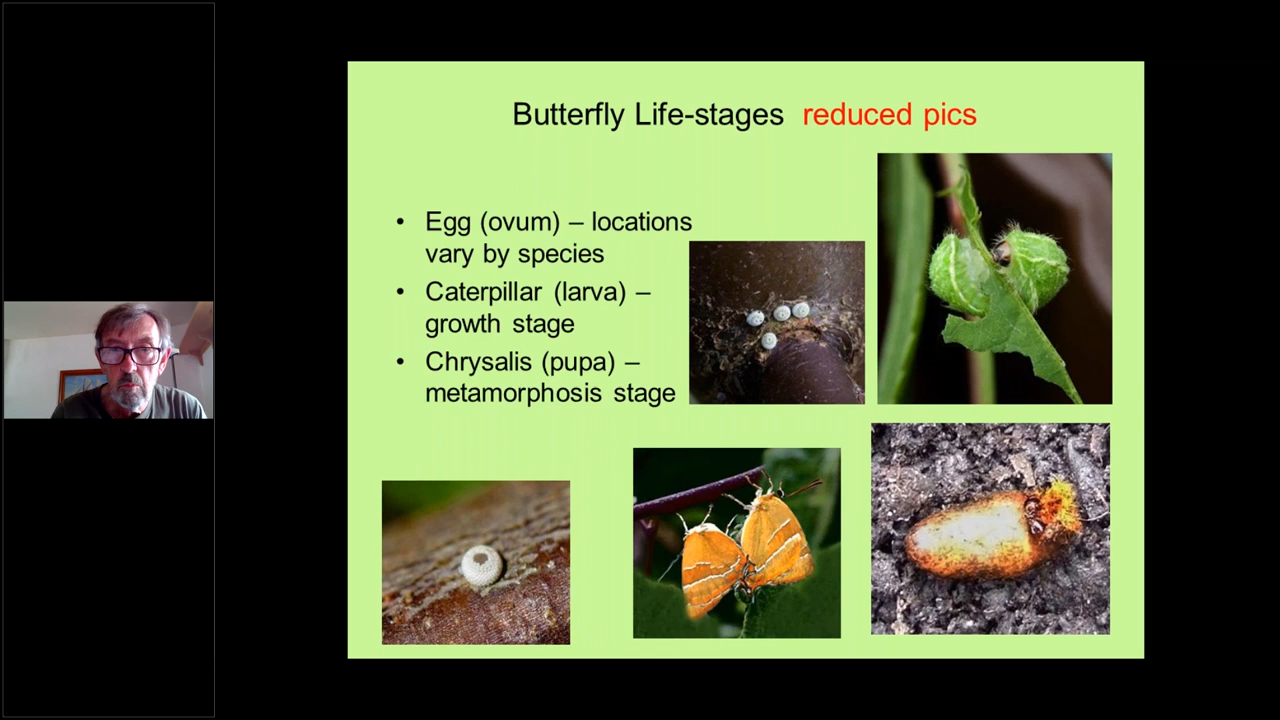 Butterfly Life-stages reduced pics
• Egg (ovum) – locations
vary by species
• Caterpillar (larva) –
growth stage
• Chrysalis (pupa) –
metamorphosis stage